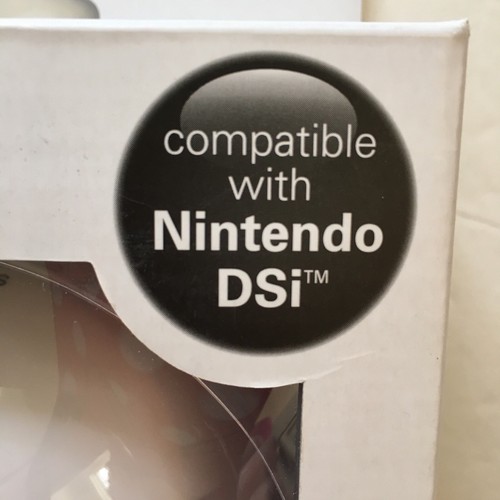 compatible
with
Nintendo
DSi™